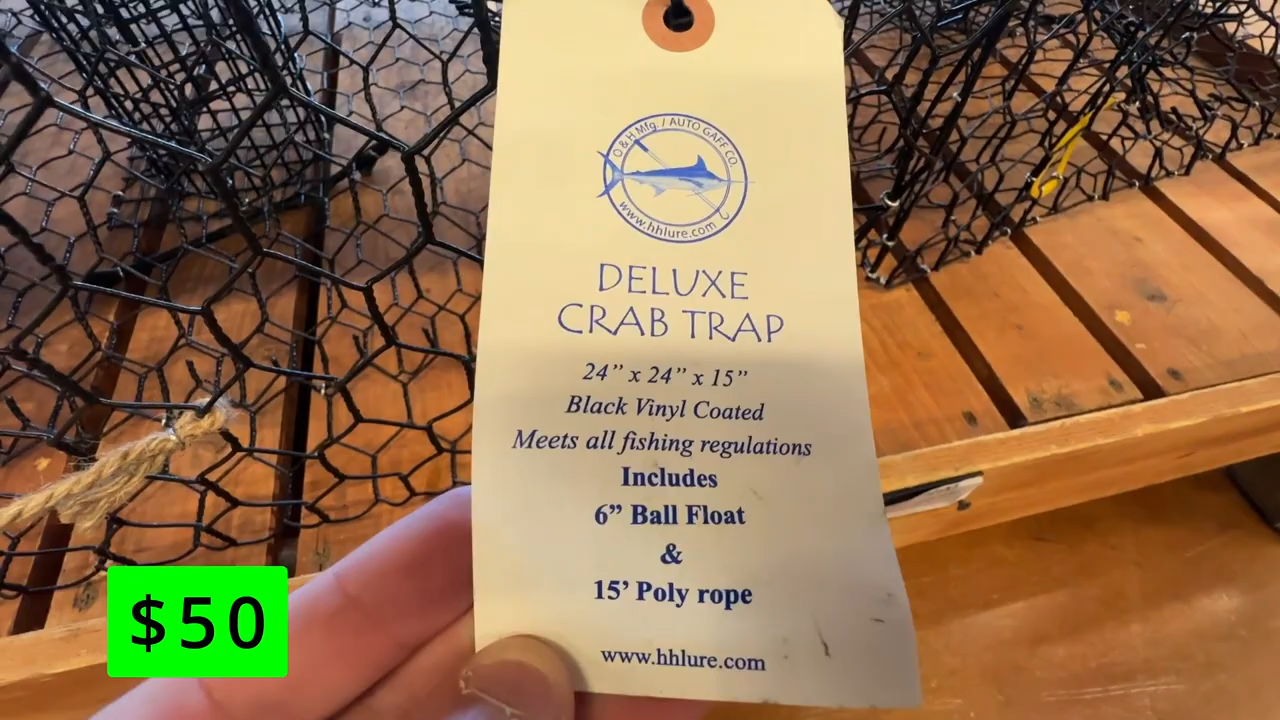 O & H Mfg. / AUTO GAFF CO.
www.hhlure.com
DELUXE
CRAB TRAP
24" x 24" x 15"
Black Vinyl Coated
Meets all fishing regulations
Includes
6" Ball Float
&
15' Poly rope
www.hhlure.com
$50